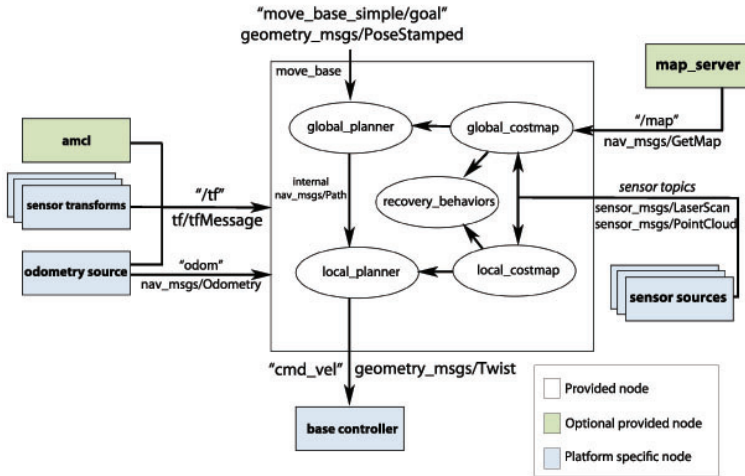 “move_base_simple/goal”
geometry_msgs/PoseStamped
move_base
map_server
global_planner
global_costmap
“/map”
nav_msgs/GetMap
amcl
sensor transforms
“/tf”
tf/tfMessage
internal
nav_msgs/Path
recovery_behaviors
sensor topics
sensor_msgs/LaserScan
sensor_msgs/PointCloud
odometry source
“odom”
nav_msgs/Odometry
local_planner
local_costmap
sensor sources
“cmd_vel”
geometry_msgs/Twist
base controller
Provided node
Optional provided node
Platform specific node